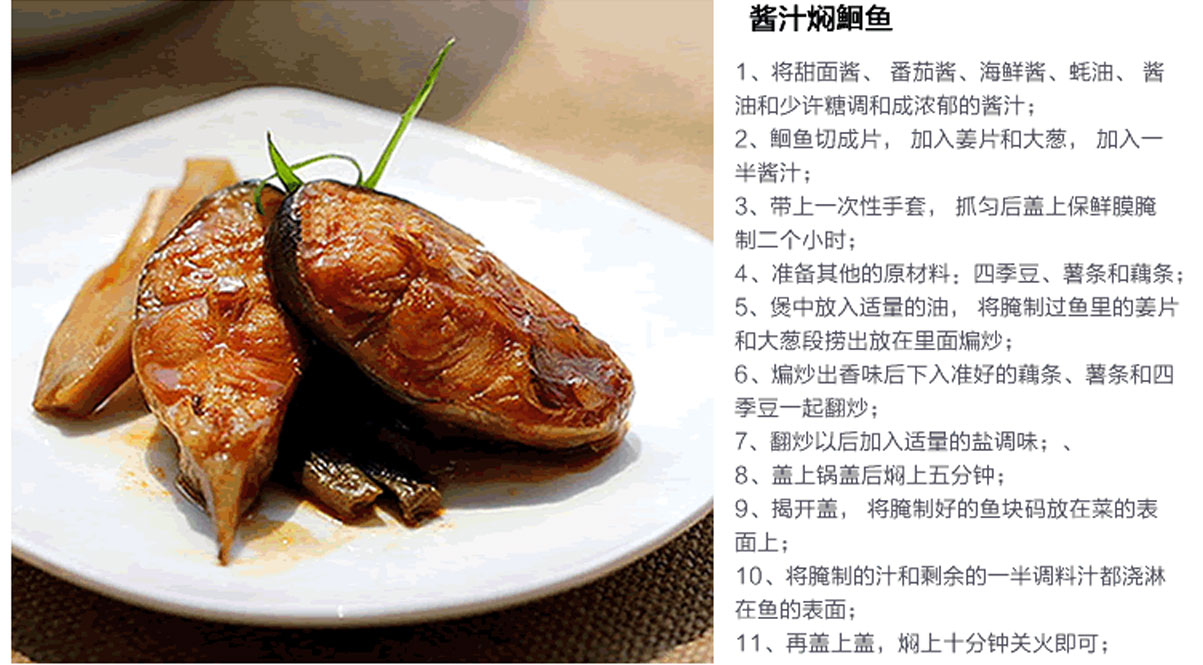 酱汁焖鮰鱼
1、将甜面酱、 番茄酱、海鲜酱、蚝油、 酱
油和少许糖调和成浓郁的酱汁；
2、鮰鱼切成片， 加入姜片和大葱， 加入一
半酱汁；
3、带上一次性手套， 抓匀后盖上保鲜膜腌
制二个小时；
4、准备其他的原材料：四季豆、薯条和藕条；
5、煲中放入适量的油， 将腌制过鱼里的姜片
和大葱段捞出放在里面煸炒；
6、煸炒出香味后下入准好的藕条、薯条和四
季豆一起翻炒；
7、翻炒以后加入适量的盐调味；、
8、盖上锅盖后焖上五分钟；
9、揭开盖， 将腌制好的鱼块码放在菜的表
面上；
10、将腌制的汁和剩余的一半调料汁都浇淋
在鱼的表面；
11、再盖上盖，焖上十分钟关火即可；